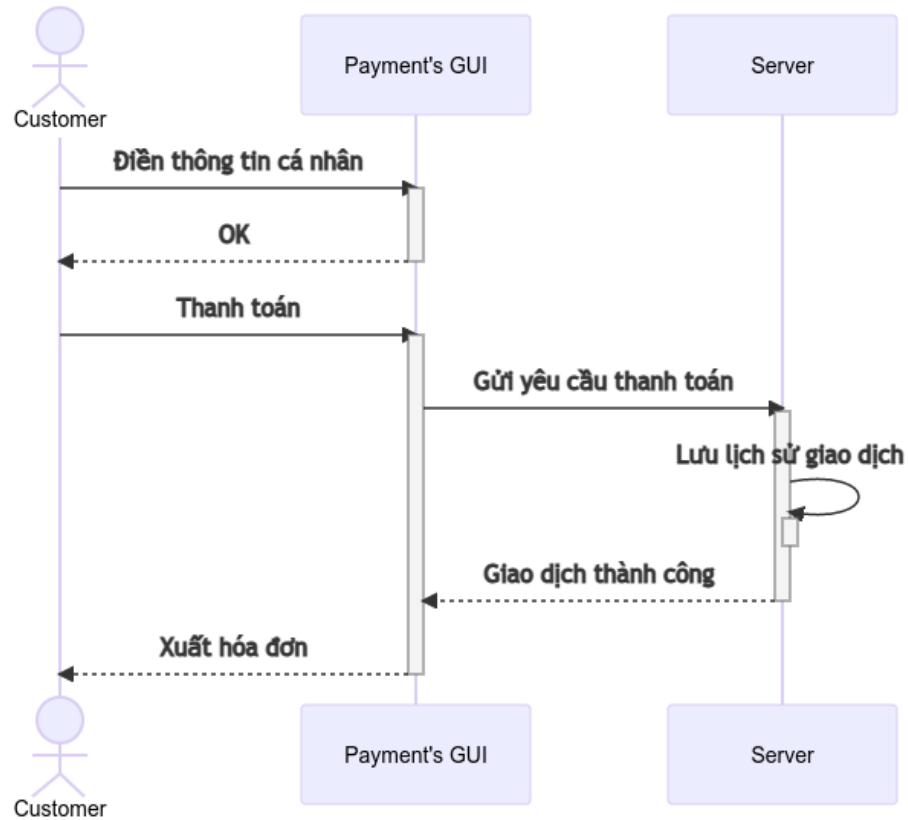 Payment's GUI
Server
Customer
Điền thông tin cá nhân
OK
Thanh toán
Gửi yêu cầu thanh toán
Lưu lịch sử giao dịch
Giao dịch thành công
Xuất hóa đơn
Payment's GUI
Server
Customer